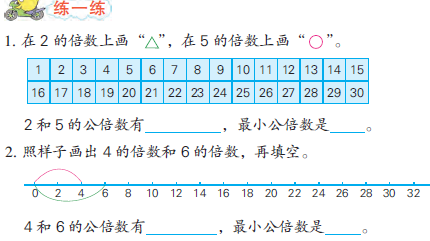 练一练
1. 在2的倍数上画“△”，在5的倍数上画“○”。
1 2 3 4 5 6 7 8 9 10 11 12 13 14 15
16 17 18 19 20 21 22 23 24 25 26 27 28 29 30
2和5的公倍数有________，最小公倍数是____。
2. 照样子画出4的倍数和6的倍数，再填空。
0 2 4 6 8 10 12 14 16 18 20 22 24 26 28 30 32
4和6的公倍数有________，最小公倍数是____。